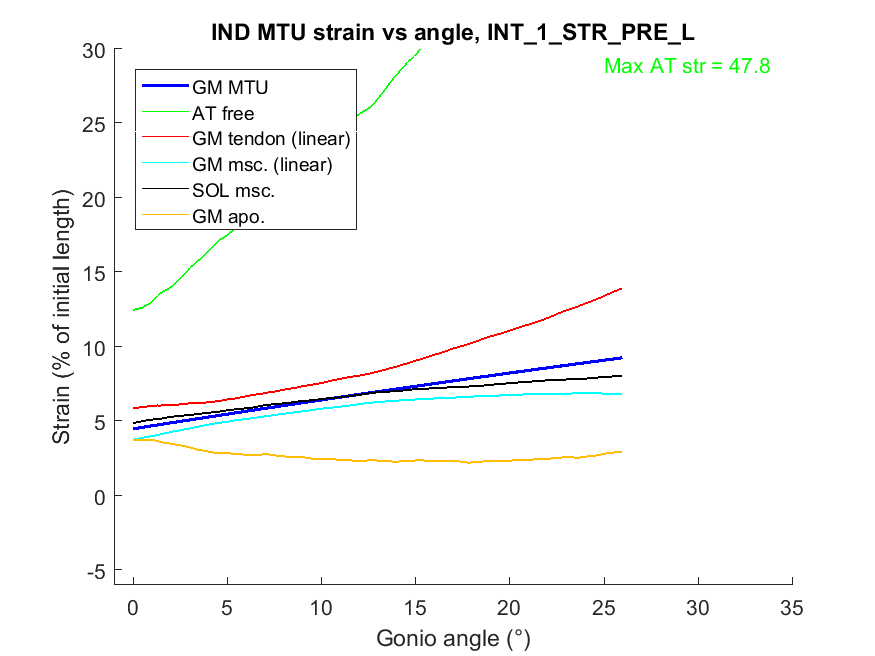 IND MTU strain vs angle, INT_1_STR_PRE_L
Max AT str = 47.8
GM MTU
AT free
GM tendon (linear)
GM msc. (linear)
SOL msc.
GM apo.
Strain (% of initial length)
30
25
20
15
10
5
0
-5
0 5 10 15 20 25 30 35
Gonio angle (°)